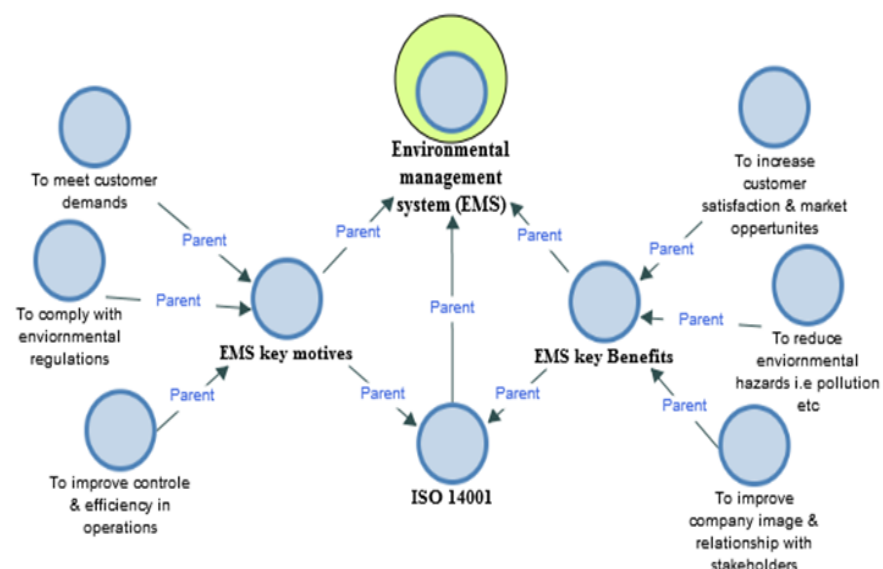 Environmental
management
system (EMS)
To meet customer
demands
To increase
customer
satisfaction & market
opportunites
Parent
Parent
Parent
Parent
To comply with
enviornmental
regulations
Parent
Parent
Parent
To reduce
enviornmental
hazards i.e pollution
etc
EMS key motives
EMS key Benefits
Parent
Parent
Parent
Parent
To improve controle
& efficiency in
operations
ISO 14001
To improve
company image &
relationship with
stakeholders